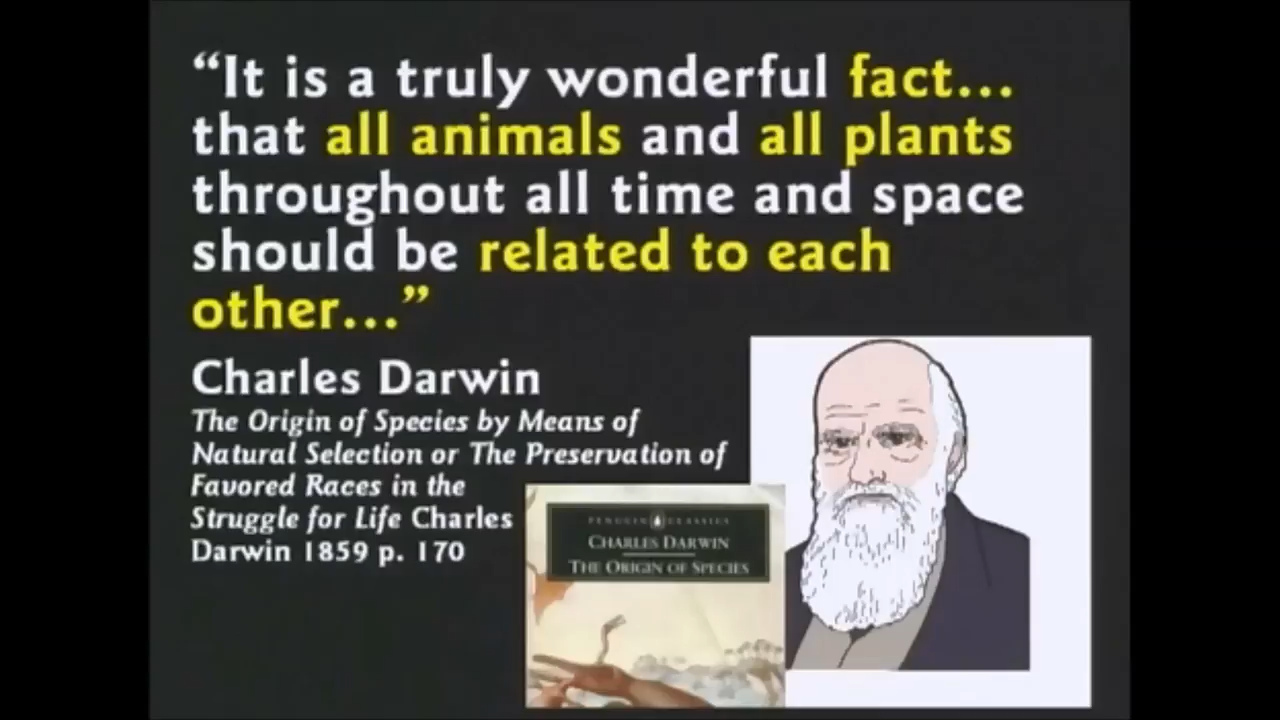 “It is a truly wonderful fact...
that all animals and all plants
throughout all time and space
should be related to each
other...”
Charles Darwin
The Origin of Species by Means of
Natural Selection or The Preservation of
Favored Races in the
Struggle for Life Charles
Darwin 1859 p. 170
PENGUIN CLASSICS
CHARLES DARWIN
THE ORIGIN OF SPECIES